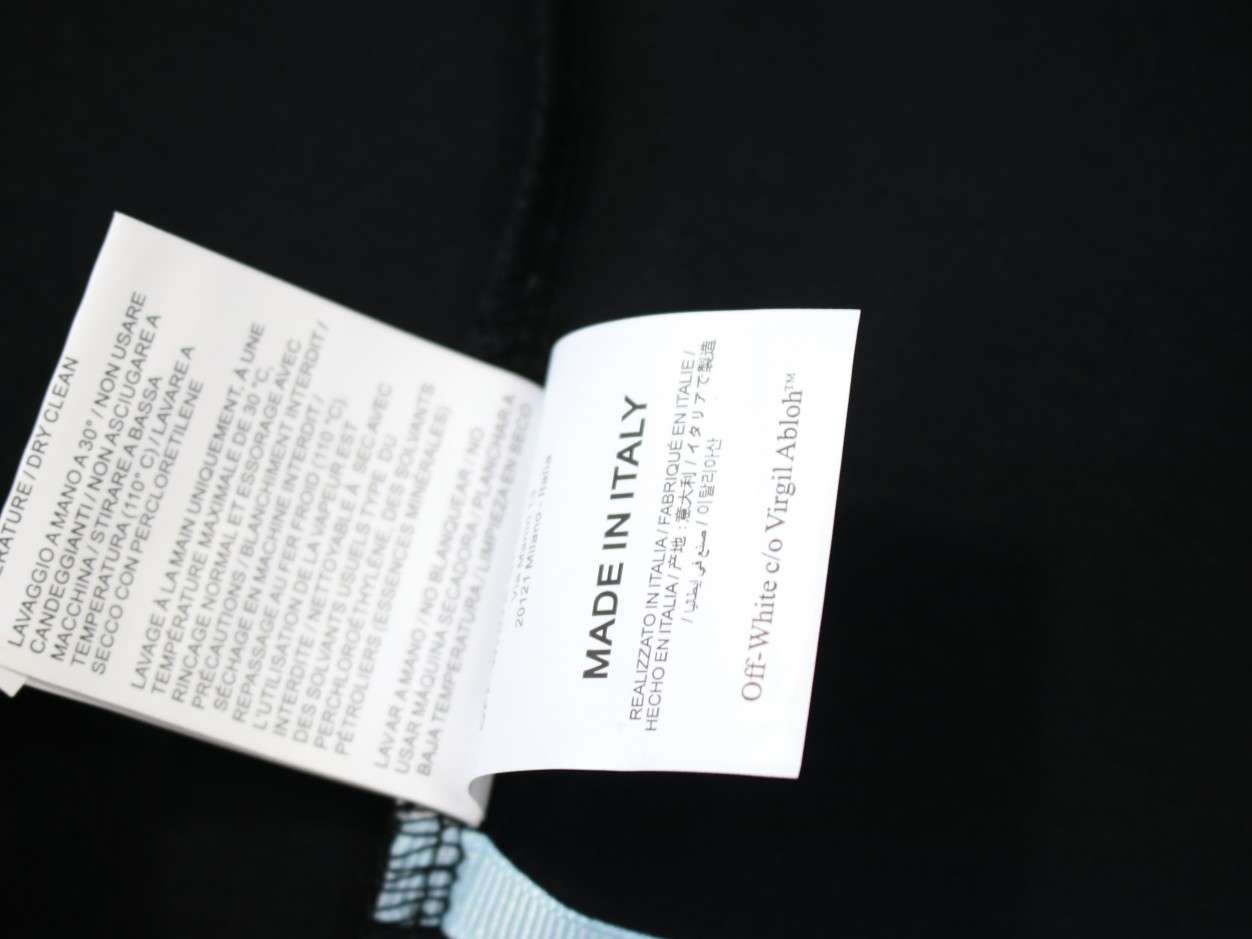 ERATURE / DRY CLEAN
LAVAGGIO A MANO A 30° / NON USARE
CANDEGGIANTI / NON ASCIUGARE A
MACCHINA / STIRARE A BASSA
TEMPERATURA (110° C) / LAVARE A
SECCO CON PERCLORETILENE
LAVAGE À LA MAIN UNIQUEMENT. A UNE
TEMPÉRATURE MAXIMALE DE 30 °C,
RINCAGE NORMAL ET ESSORAGE AVEC
PRÉCAUTIONS / BLANCHIMENT INTERDIT /
SÉCHAGE EN MACHINE INTERDIT /
REPASSAGE AU FER FROID (110 °C).
L'UTILISATION DE LA VAPEUR EST
INTERDITE / NETTOYABLE À SEC AVEC
DES SOLVANTS USUELS TYPE DU
PERCHLOROÉTHYLÈNE, DES SOLVANTS
PÉTROLIERS (ESSENCES MINÉRALES)
LAVAR A MANO / NO BLANQUEAR / NO
USAR MÁQUINA SECADORA / PLANCHAR A
BAJA TEMPERATURA / LIMPIEZA EN SECO
20121 Milano - Italia
MADE IN ITALY
REALIZZATO IN ITALIA / FABRIQUÉ EN ITALIE /
HECHO EN ITALIA / 产地 : 意大利 / イタリアで製造
/ صنع في إيطاليا / 이탈리아산
Off-White c/o Virgil Abloh™